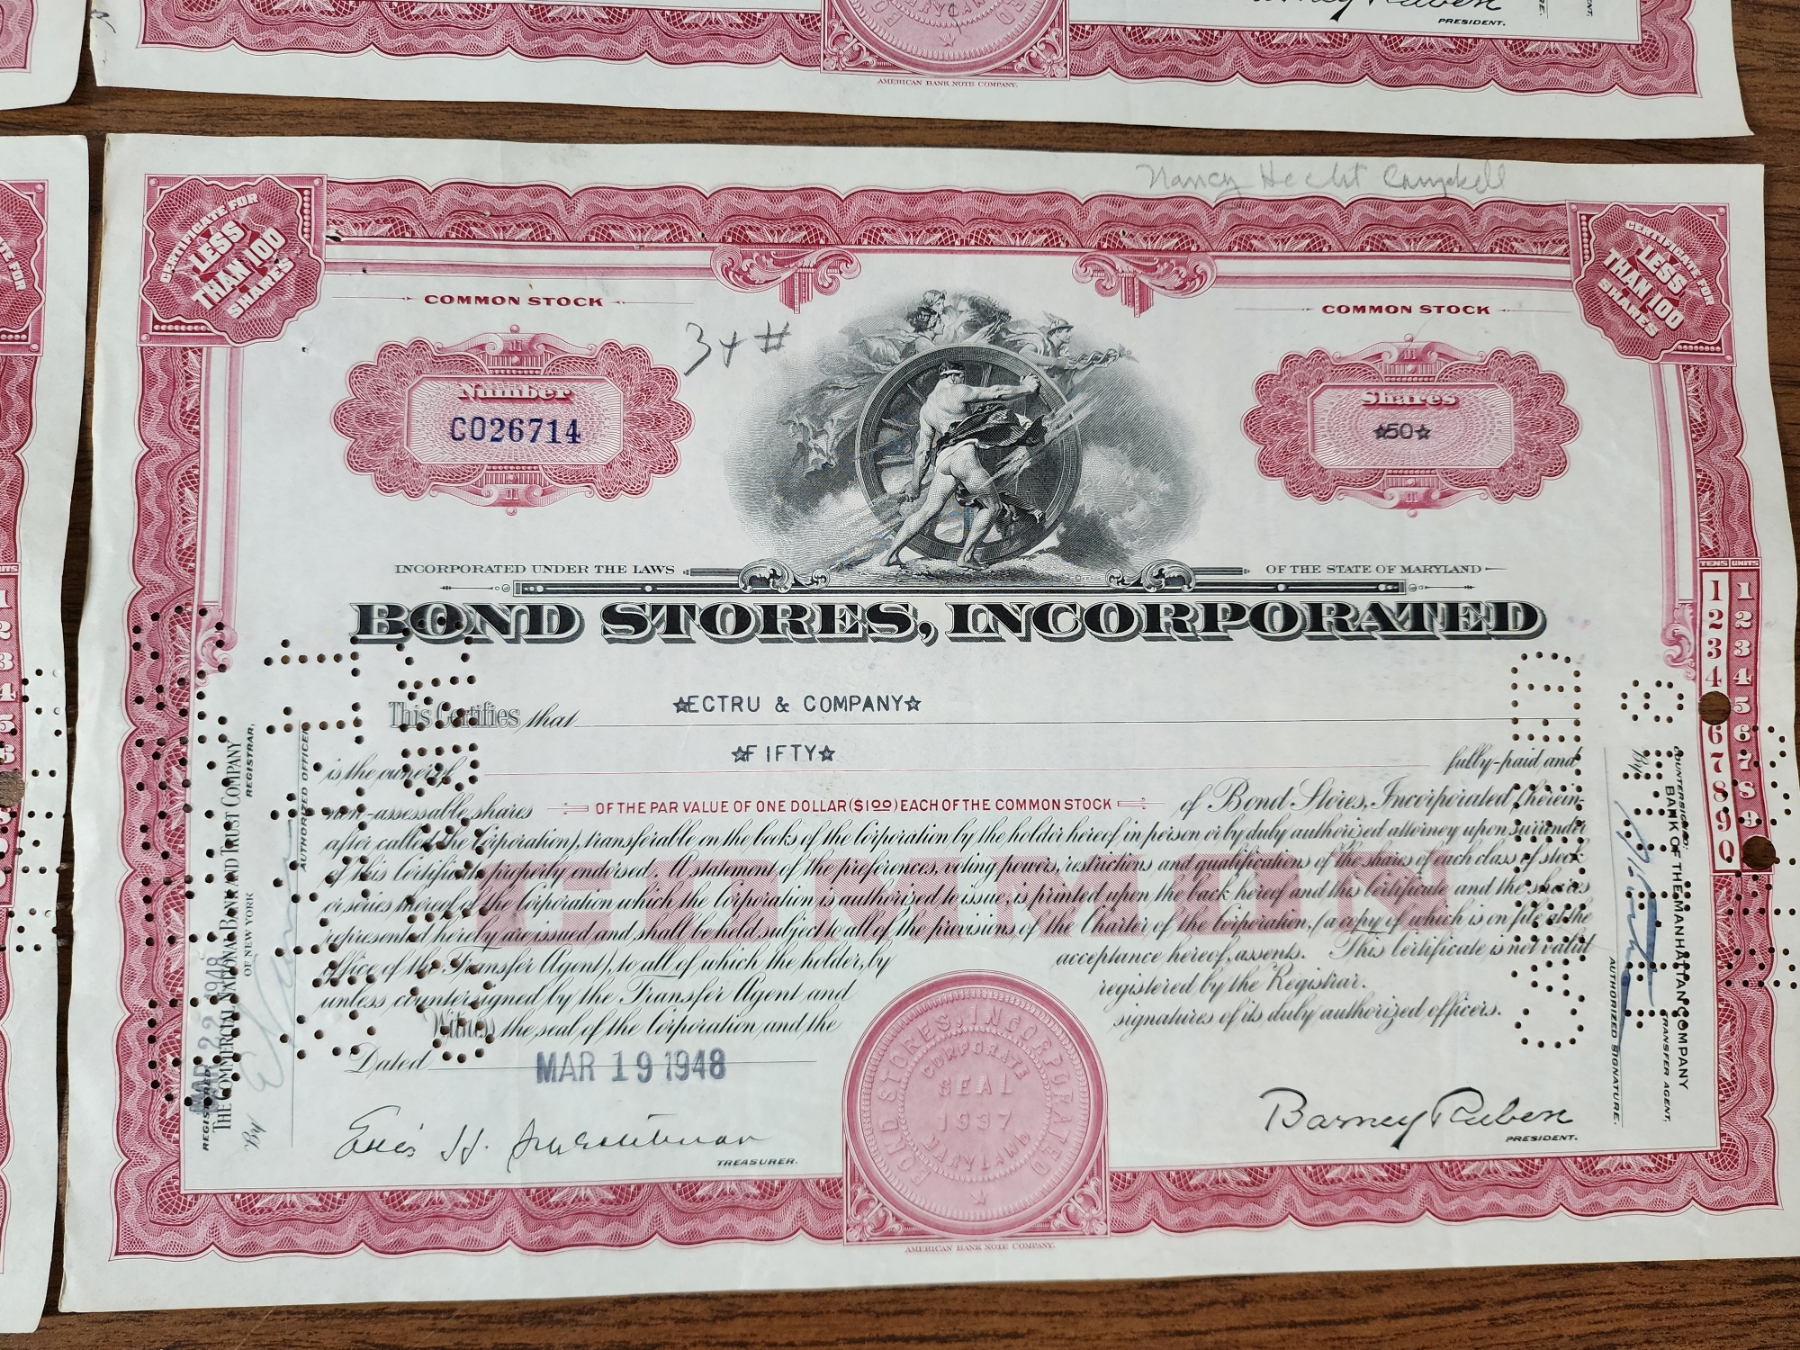 PRESIDENT.
AMERICAN BANK NOTE COMPANY.
Nancy Hecht Campbell
CERTIFICATE FOR
LESS
THAN 100
SHARES
CERTIFICATE FOR
LESS
THAN 100
SHARES
COMMON STOCK
COMMON STOCK
34 #
Number
C026714
Shares
☆50☆
INCORPORATED UNDER THE LAWS
OF THE STATE OF MARYLAND
BOND STORES, INCORPORATED
This Certifies that
☆ECTRU & COMPANY☆
☆FIFTY☆
is the owner of
fully-paid and
non-assessable shares OF THE PAR VALUE OF ONE DOLLAR ($1.00) EACH OF THE COMMON STOCK of Bond Stores, Incorporated (herein-
after called the Corporation), transferable on the books of the Corporation by the holder hereof in person or by duly authorized attorney upon surrender
of this Certificate properly endorsed. A statement of the preferences, voting powers, restrictions and qualifications of the shares of each class of stock
or series thereof of the Corporation which the Corporation is authorized to issue, is printed upon the back hereof and this Certificate and the shares
represented hereby are issued and shall be held subject to all of the provisions of the Charter of the Corporation, (a copy of which is on file at the
office of the Transfer Agent), to all of which the holder, by acceptance hereof, assents. This Certificate is not valid
unless countersigned by the Transfer Agent and registered by the Registrar.
Witness the seal of the Corporation and the signatures of its duly authorized officers.
COMMON
Dated MAR 19 1948
TREASURER.
Barney Ruben
PRESIDENT.
BOND STORES, INCORPORATED
CORPORATE
SEAL
1937
MARYLAND
AMERICAN BANK NOTE COMPANY.
REGISTERED MAR 22 1948
THE COMMERCIAL NATIONAL BANK AND TRUST COMPANY
OF NEW YORK REGISTRAR,
By
AUTHORIZED OFFICER
COUNTERSIGNED:
BANK OF THE MANHATTAN COMPANY
TRANSFER AGENT,
By
AUTHORIZED SIGNATURE.
TENS UNITS
1 1
2 2
3 3
4 4
5
6 6
7 7
8 8
9 9
0